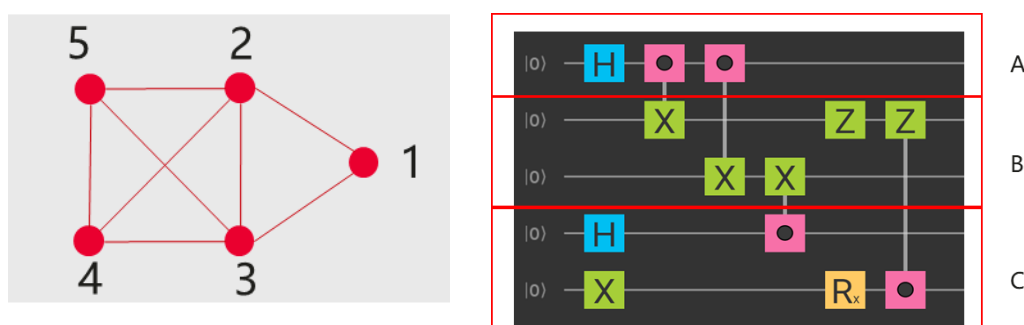 5 2
1
4 3
|0⟩ H A
|0⟩ X Z Z
|0⟩ X X B
|0⟩ H
|0⟩ X Rx C